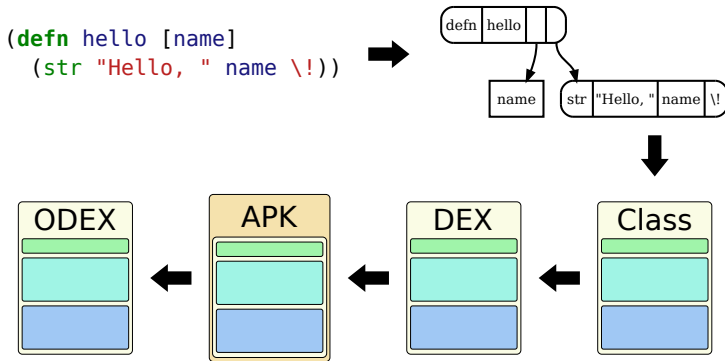 (defn hello [name]
  (str "Hello, " name \!))
defn hello
name
str "Hello, " name \!
ODEX
APK
DEX
Class